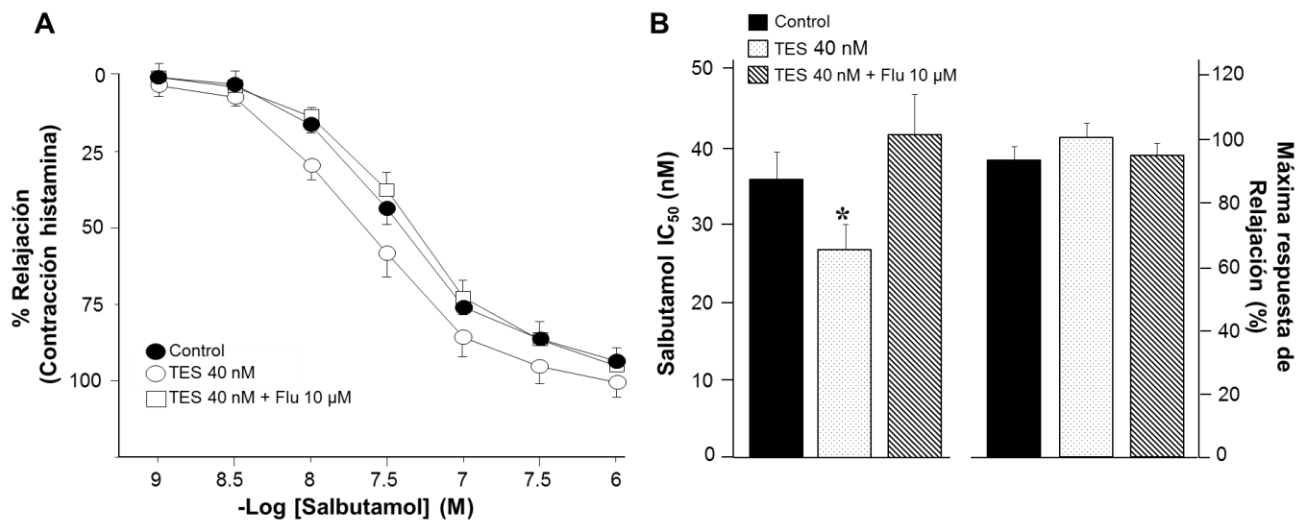 A
% Relajación
(Contracción histamina)
0
25
50
75
100
Control
TES 40 nM
TES 40 nM + Flu 10 µM
9 8.5 8 7.5 7 7.5 6
-Log [Salbutamol] (M)
B
Control
TES 40 nM
TES 40 nM + Flu 10 µM
Salbutamol IC50 (nM)
50
40
30
20
10
0
*
120
100
80
60
40
20
0
Máxima respuesta de
Relajación (%)